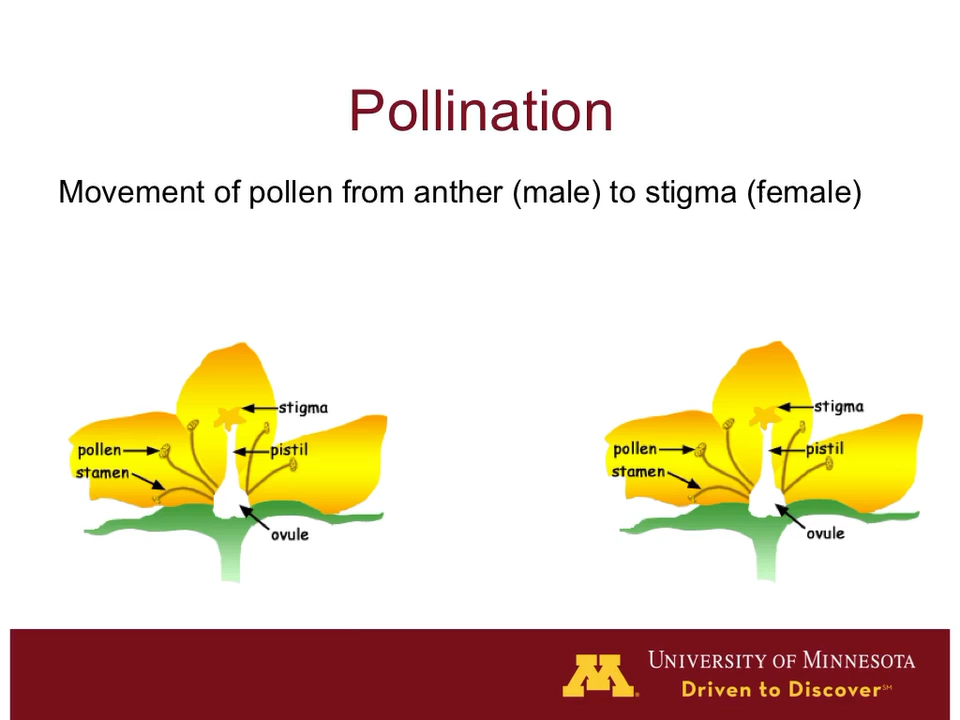 Pollination
Movement of pollen from anther (male) to stigma (female)
stigma
pollen
pistil
stamen
ovule
stigma
pollen
pistil
stamen
ovule
M
UNIVERSITY OF MINNESOTA
Driven to Discover℠